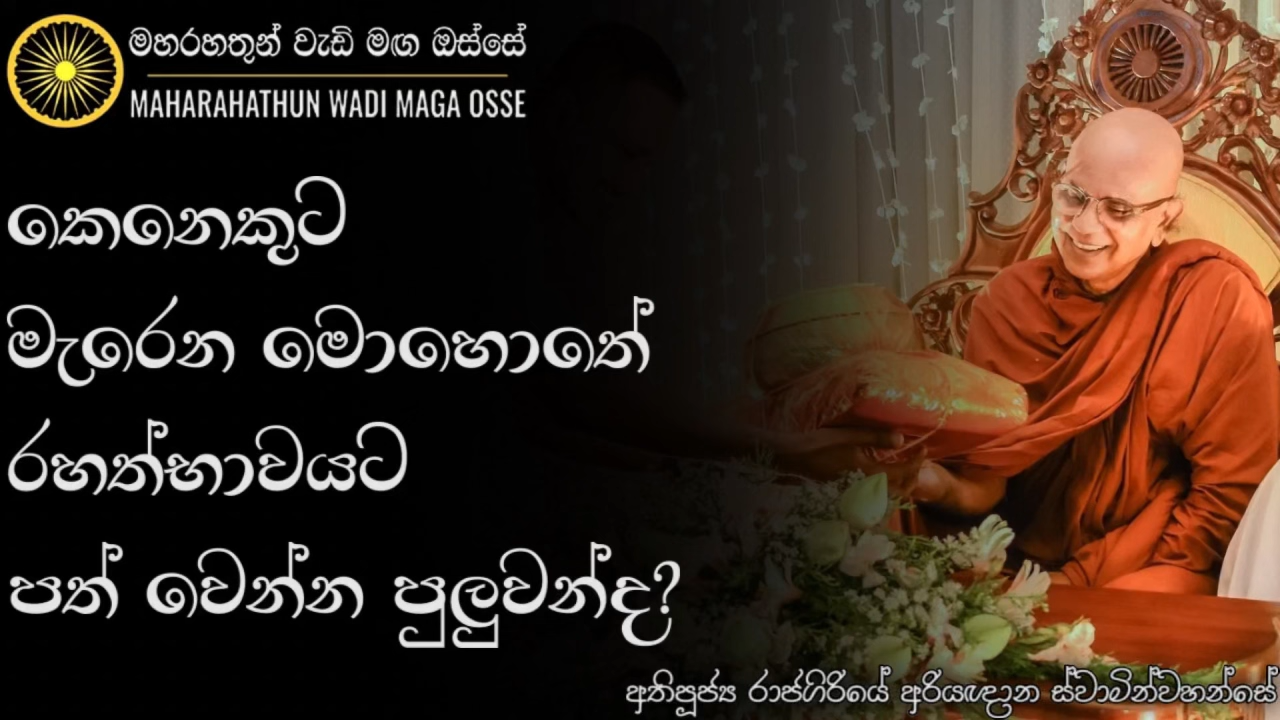 මහරහතුන් වැඩි මඟ ඔස්සේ
MAHARAHATHUN WADI MAGA OSSE
කෙනෙකුට
මැරෙන මොහොතේ
රහත්භාවයට
පත් වෙන්න පුලුවන්ද?
අතිපූජ්‍ය රාජගිරියේ අරියඥාන ස්වාමින්වහන්සේ